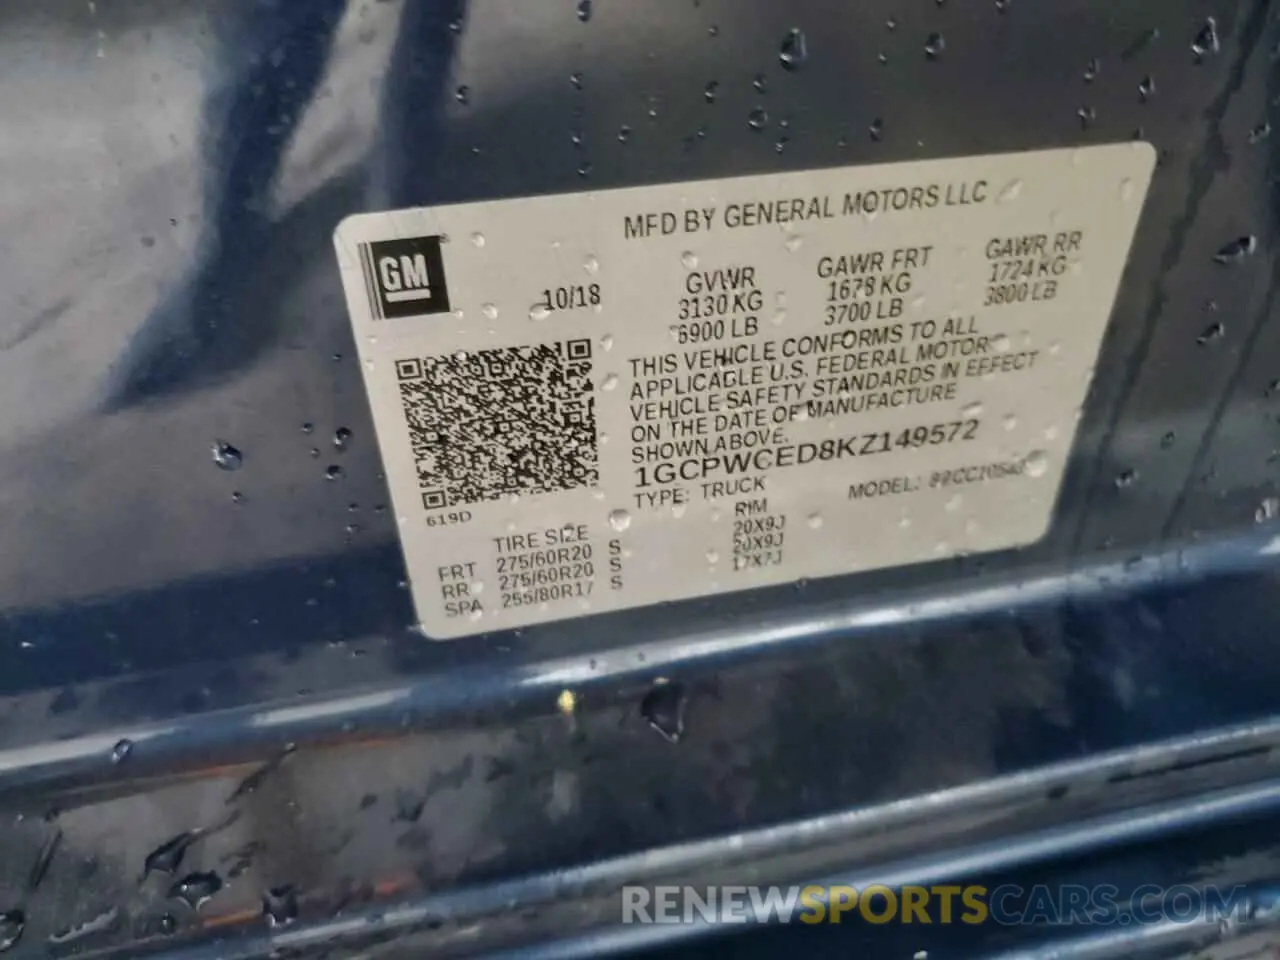 MFD BY GENERAL MOTORS LLC
GM
10/18
GVWR
3130 KG
6900 LB
GAWR FRT
1678 KG
3700 LB
GAWR RR
1724 KG
3800 LB
THIS VEHICLE CONFORMS TO ALL
APPLICABLE U.S. FEDERAL MOTOR
VEHICLE SAFETY STANDARDS IN EFFECT
ON THE DATE OF MANUFACTURE
SHOWN ABOVE.
1GCPWCED8KZ149572
TYPE: TRUCK
MODEL:
619D
TIRE SIZE
RIM
FRT 275/60R20 S 20X9J
RR 275/60R20 S 20X9J
SPA 255/80R17 S 17X7J
RENEWSPORTSCARS.COM